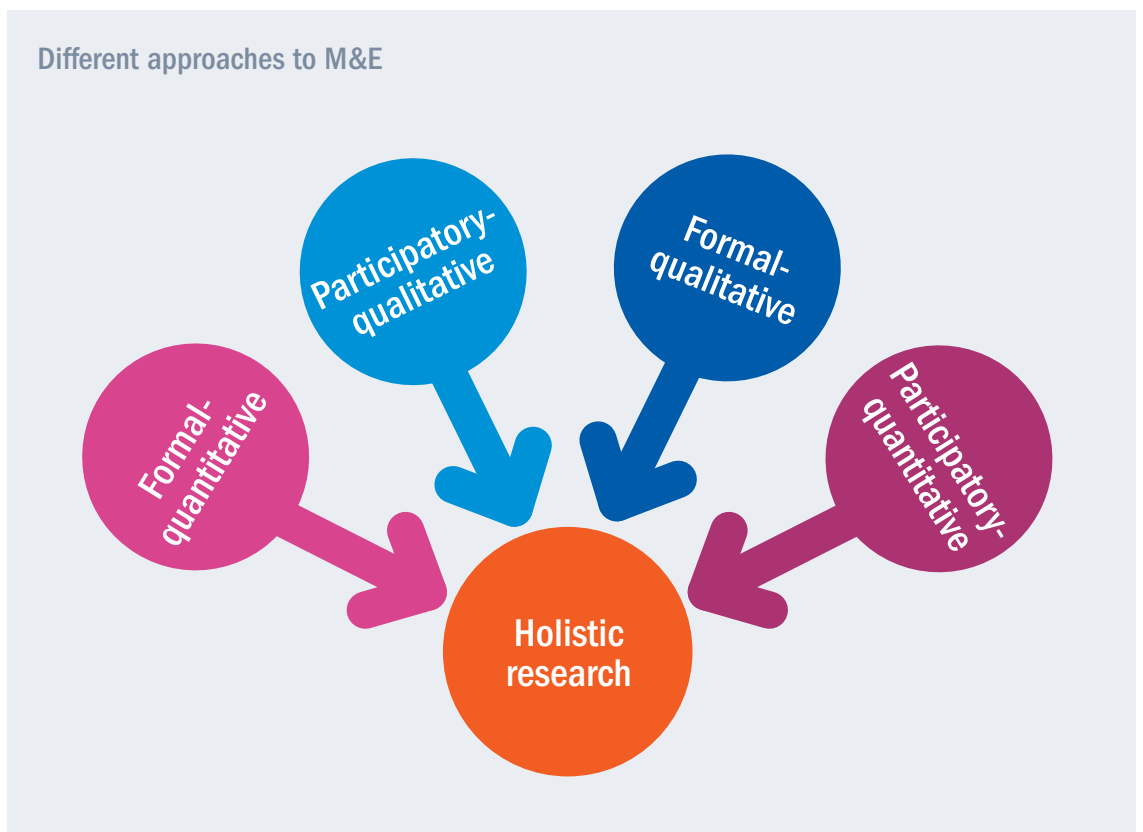 Different approaches to M&E
Participatory-
qualitative
Formal-
qualitative
Formal-
quantitative
Participatory-
quantitative
Holistic
research